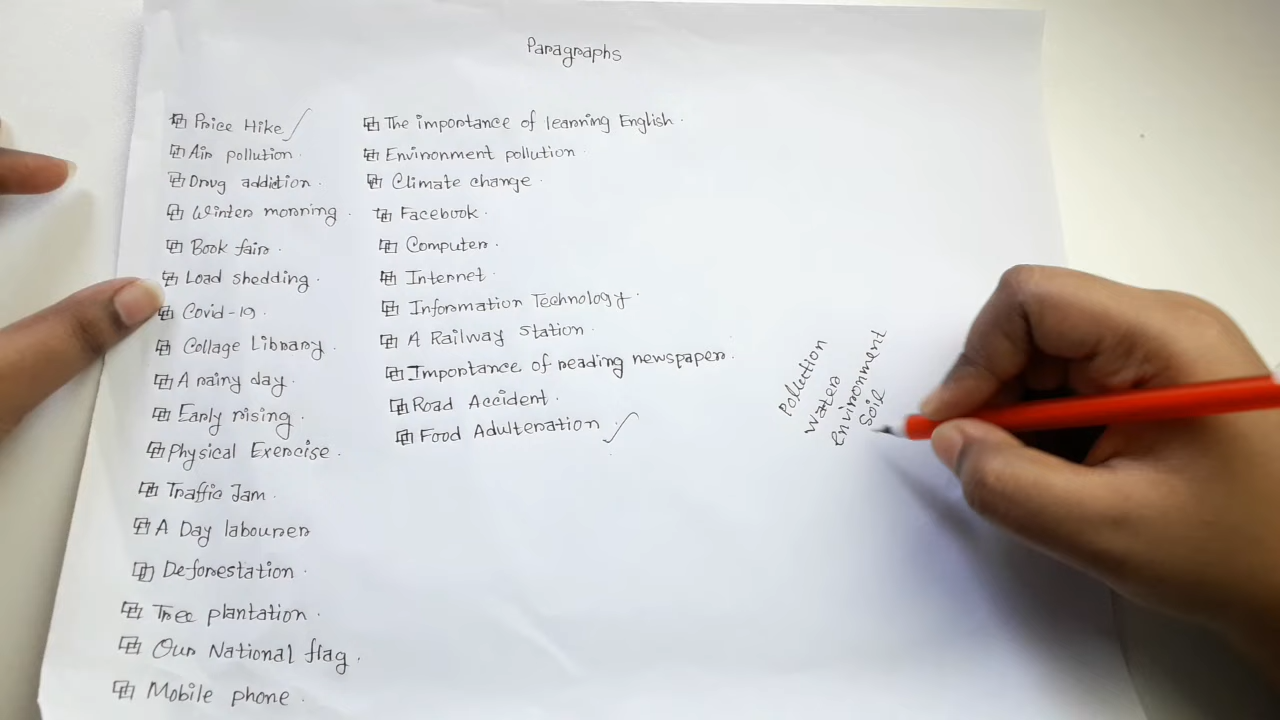 Paragraphs
Price Hike
Air pollution.
Drug addition.
Winter morning.
Book fair.
Load shedding.
Covid-19.
Collage Library.
A rainy day.
Early rising.
Physical Exercise.
Traffic Jam.
A Day labourer
Deforestation.
Tree plantation.
Our National flag.
Mobile phone.
The importance of learning English.
Environment pollution.
Climate change.
Facebook.
Computer.
Internet.
Information Technology.
A Railway station.
Importance of reading newspaper.
Road Accident.
Food Adulteration
Pollution
Water
Environment
Soil